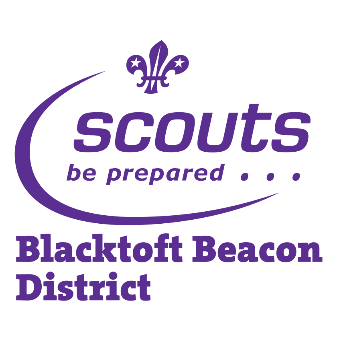 scouts
be prepared . . .
Blacktoft Beacon
District